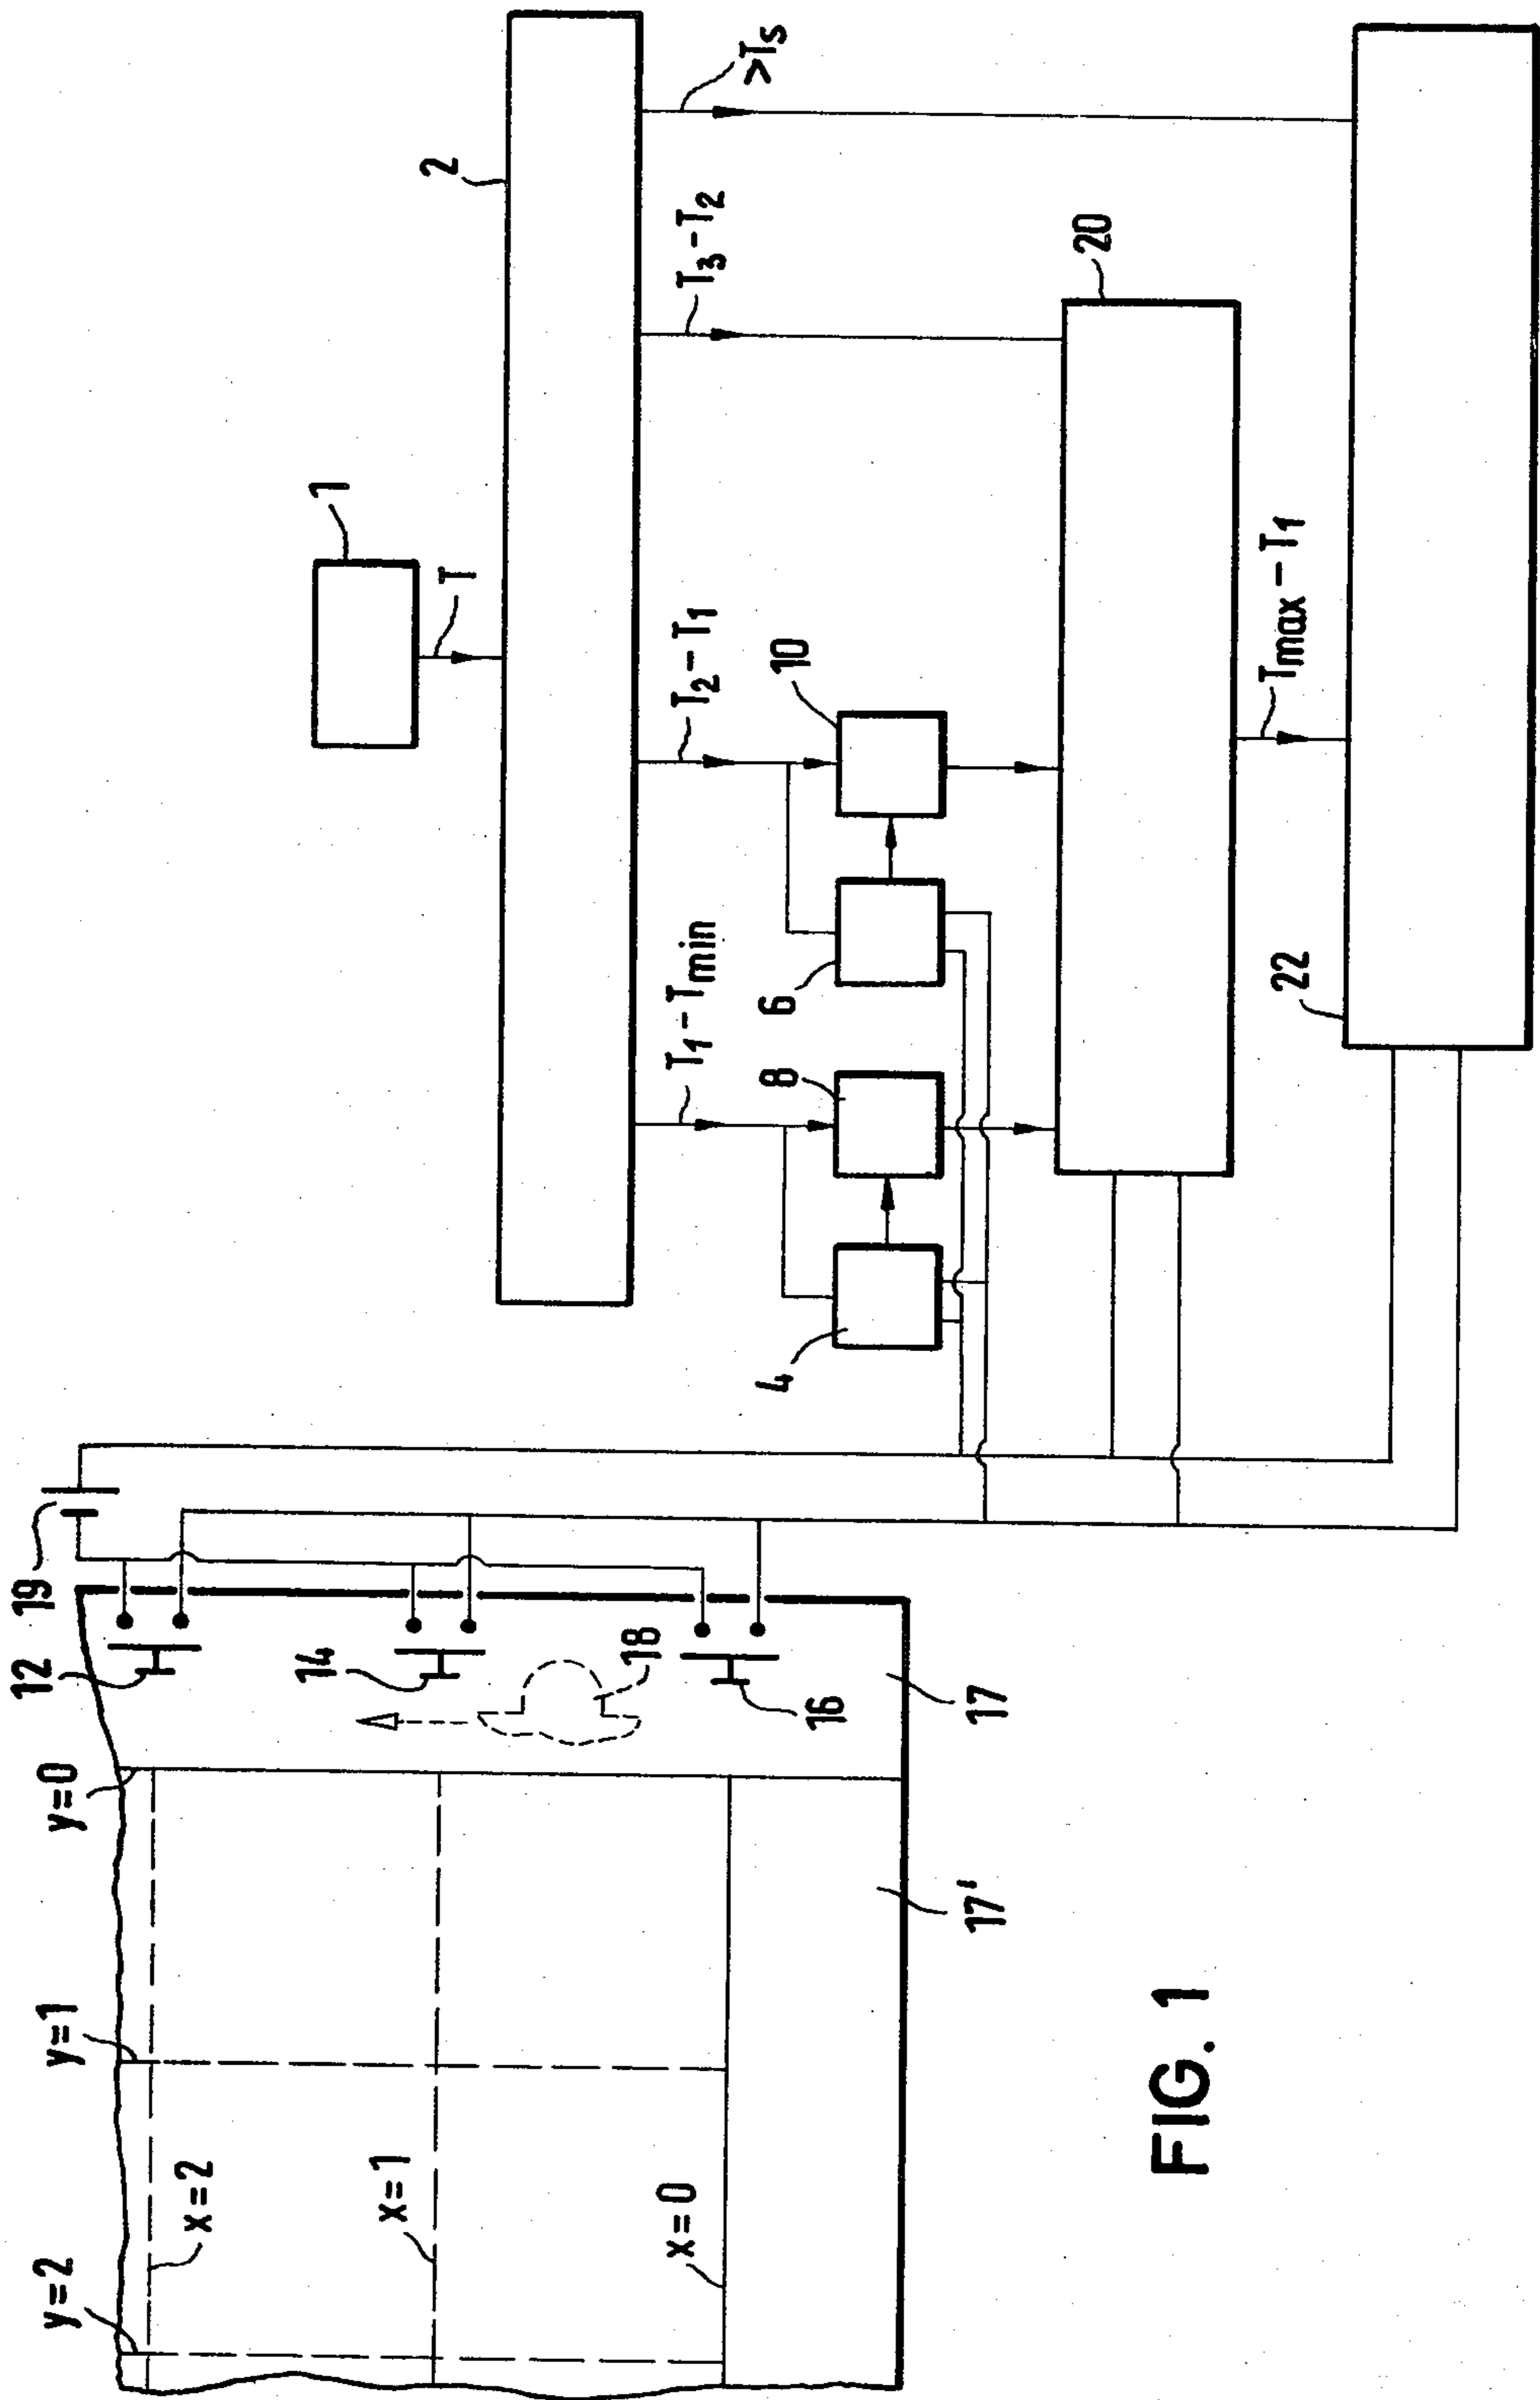 1
T
2
T1 – Tmin
T2 – T1
T3 – T2
>Ts
4
8
6
10
20
Tmax – T1
22
19
12
14
18
16
17
17'
y=0
y=1
y=2
x=2
x=1
x=0
FIG. 1